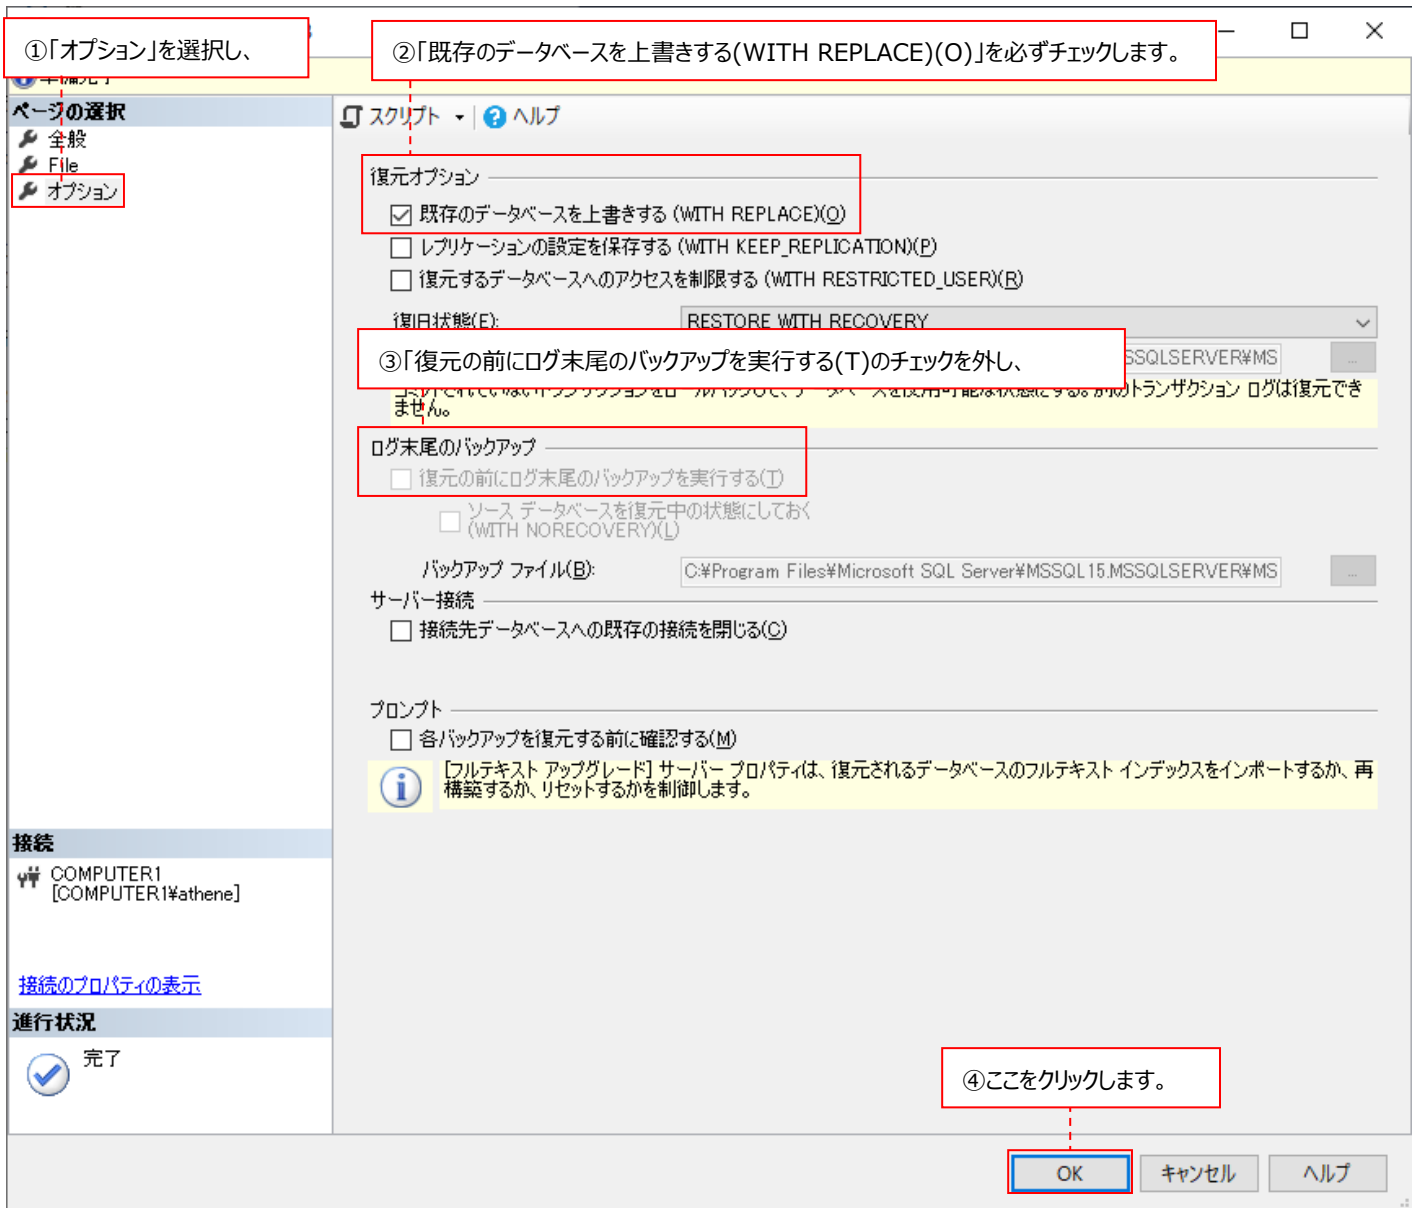 ①「オプション」を選択し、
②「既存のデータベースを上書きする(WITH REPLACE)(O)」を必ずチェックします。
ページの選択
全般
File
オプション
スクリプト
ヘルプ
復元オプション
既存のデータベースを上書きする (WITH REPLACE)(O)
レプリケーションの設定を保存する (WITH KEEP_REPLICATION)(P)
復元するデータベースへのアクセスを制限する (WITH RESTRICTED_USER)(R)
復旧状態(E):
RESTORE WITH RECOVERY
③「復元の前にログ末尾のバックアップを実行する(T)のチェックを外し、
SSQLSERVER¥MS
...
トランザクション ログは復元でき
ません。
ログ末尾のバックアップ
復元の前にログ末尾のバックアップを実行する(T)
ソース データベースを復元中の状態にしておく
(WITH NORECOVERY)(L)
バックアップ ファイル(B):
C:¥Program Files¥Microsoft SQL Server¥MSSQL15.MSSQLSERVER¥MS
...
サーバー接続
接続先データベースへの既存の接続を閉じる(C)
プロンプト
各バックアップを復元する前に確認する(M)
[フルテキスト アップグレード] サーバー プロパティは、復元されるデータベースのフルテキスト インデックスをインポートするか、再
構築するか、リセットするかを制御します。
接続
COMPUTER1
[COMPUTER1¥athene]
接続のプロパティの表示
進行状況
完了
④ここをクリックします。
OK
キャンセル
ヘルプ